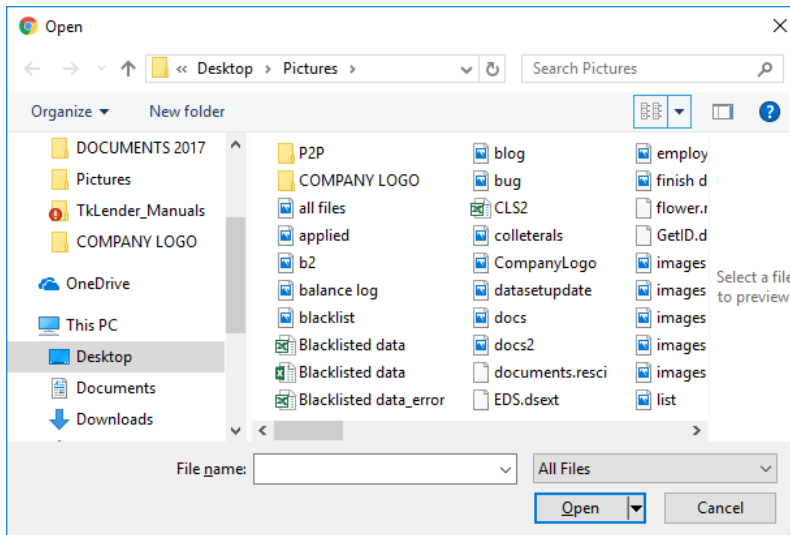 Open
« Desktop > Pictures >
Search Pictures
Organize
New folder
DOCUMENTS 2017
Pictures
TkLender_Manuals
COMPANY LOGO
OneDrive
This PC
Desktop
Documents
Downloads
P2P
COMPANY LOGO
all files
applied
b2
balance log
blacklist
Blacklisted data
Blacklisted data
Blacklisted data_error
blog
bug
CLS2
colleterals
CompanyLogo
datasetupdate
docs
docs2
documents.resci
EDS.dsext
employ
finish d
flower.r
GetID.d
images
images
images
images
images
list
Select a file
to preview
File name:
All Files
Open
Cancel